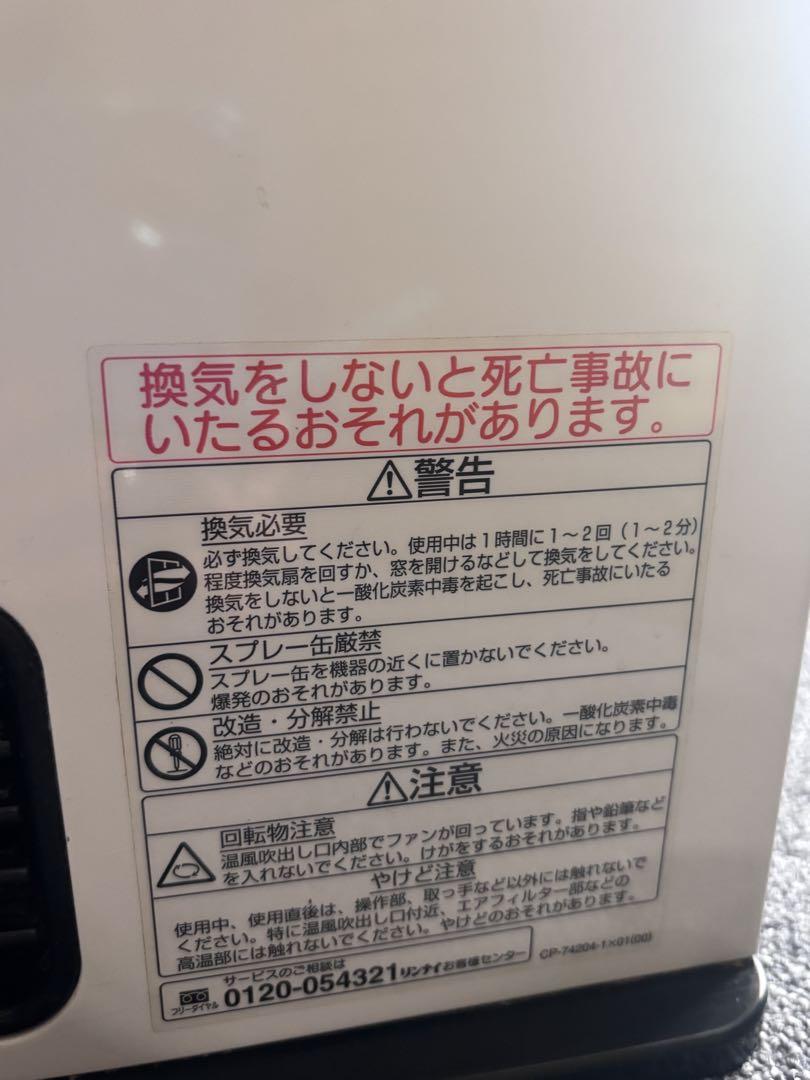 換気をしないと死亡事故に
いたるおそれがあります。
警告
換気必要
必ず換気してください。使用中は１時間に１～２回（１～２分）
程度換気扇を回すか、窓を開けるなどして換気をしてください。
換気をしないと一酸化炭素中毒を起こし、死亡事故にいたる
おそれがあります。
スプレー缶厳禁
スプレー缶を機器の近くに置かないでください。
爆発のおそれがあります。
改造・分解禁止
絶対に改造・分解は行わないでください。一酸化炭素中毒
などのおそれがあります。また、火災の原因になります。
注意
回転物注意
温風吹出し口内部でファンが回っています。指や鉛筆など
を入れないでください。けがをするおそれがあります。
やけど注意
使用中、使用直後は、操作部、取っ手など以外には触れないで
ください。特に温風吹出し口付近、エアフィルター部などの
高温部には触れないでください。やけどのおそれがあります。
サービスのご相談は
フリーダイヤル 0120-054321 リンナイお客様センター
CP-74204-1×01(00)